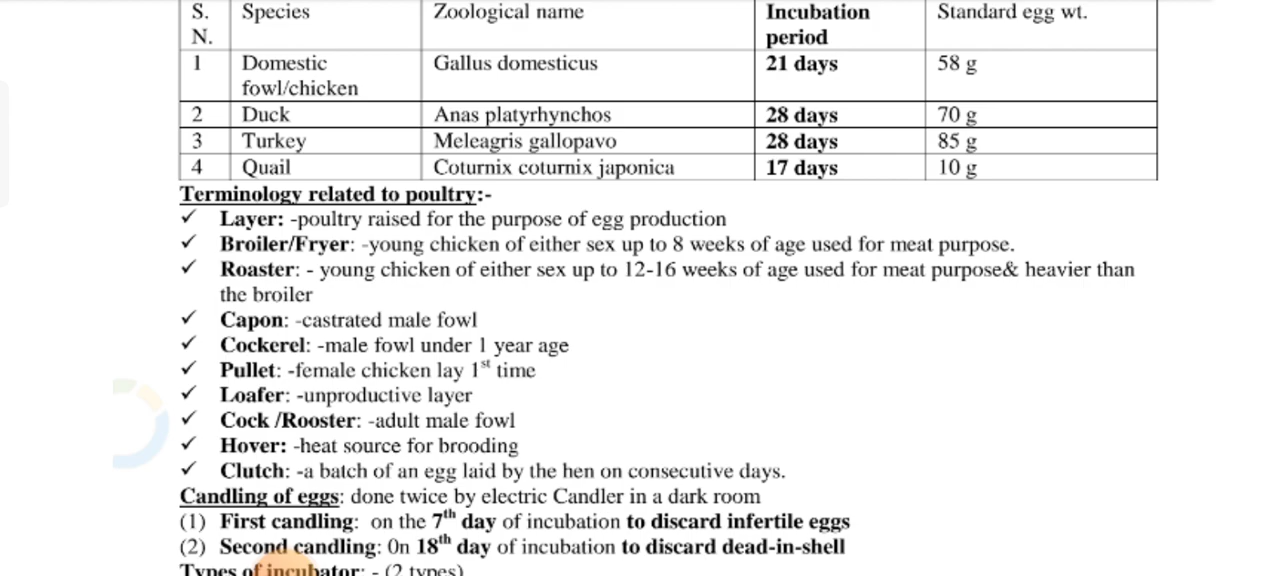 S. N. Species Zoological name Incubation period Standard egg wt.
1 Domestic fowl/chicken Gallus domesticus 21 days 58 g
2 Duck Anas platyrhynchos 28 days 70 g
3 Turkey Meleagris gallopavo 28 days 85 g
4 Quail Coturnix coturnix japonica 17 days 10 g
Terminology related to poultry:-
✓ Layer: -poultry raised for the purpose of egg production
✓ Broiler/Fryer: -young chicken of either sex up to 8 weeks of age used for meat purpose.
✓ Roaster: - young chicken of either sex up to 12-16 weeks of age used for meat purpose& heavier than
the broiler
✓ Capon: -castrated male fowl
✓ Cockerel: -male fowl under 1 year age
✓ Pullet: -female chicken lay 1st time
✓ Loafer: -unproductive layer
✓ Cock /Rooster: -adult male fowl
✓ Hover: -heat source for brooding
✓ Clutch: -a batch of an egg laid by the hen on consecutive days.
Candling of eggs: done twice by electric Candler in a dark room
(1) First candling: on the 7th day of incubation to discard infertile eggs
(2) Second candling: 0n 18th day of incubation to discard dead-in-shell
Types of incubator: - (2 types)